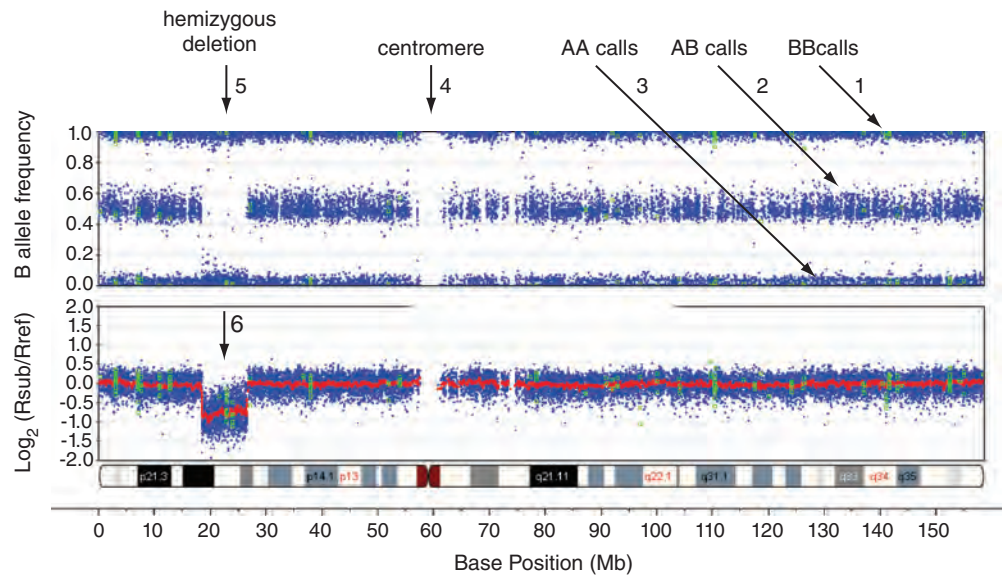 hemizygous
deletion
centromere
AA calls
AB calls
BBcalls
5
4
3
2
1
B allele frequency
1.0
0.8
0.6
0.4
0.2
0.0
6
Log2 (Rsub/Rref)
2.0
1.5
1.0
0.5
0.0
-0.5
-1.0
-1.5
-2.0
p21.3 p14.1 p13 q21.11 q22.1 q31.1 q33 q34 q35
0 10 20 30 40 50 60 70 80 90 100 110 120 130 140 150
Base Position (Mb)